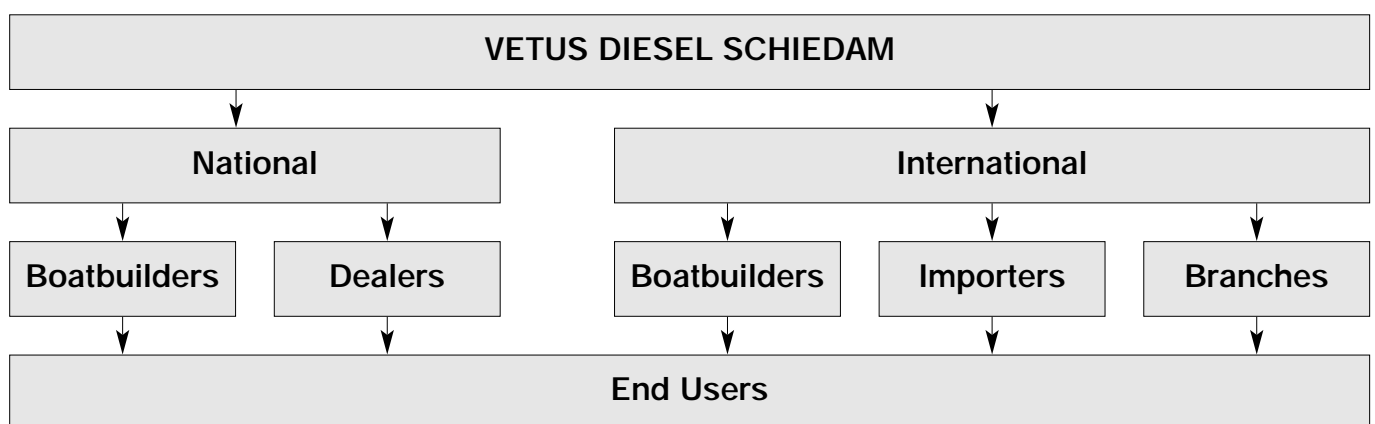 VETUS DIESEL SCHIEDAM
National
International
Boatbuilders
Dealers
Boatbuilders
Importers
Branches
End Users